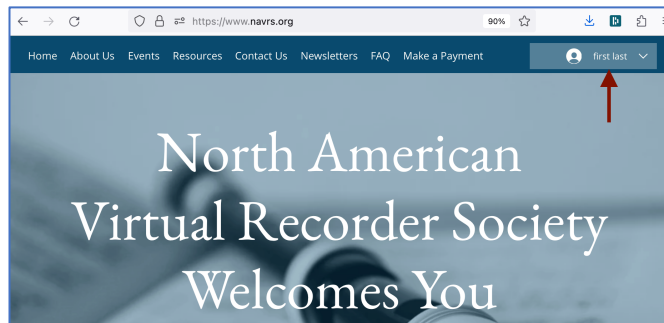 https://www.navrs.org 90%
Home About Us Events Resources Contact Us Newsletters FAQ Make a Payment first last
North American
Virtual Recorder Society
Welcomes You